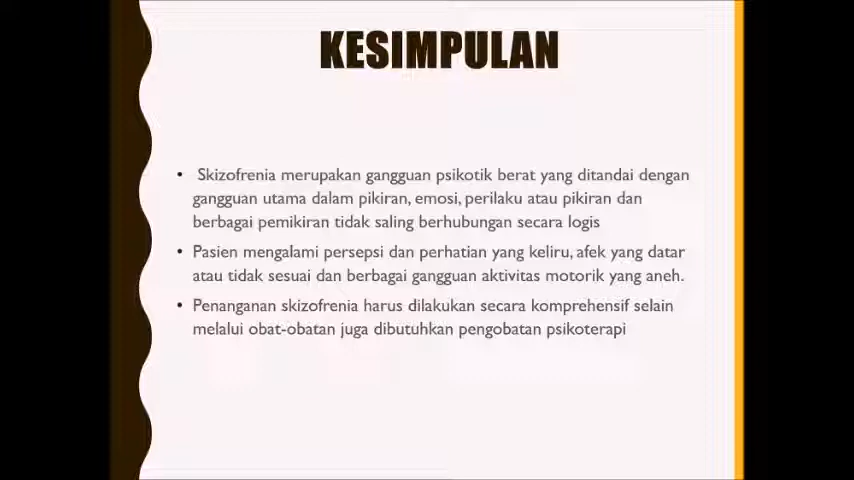 KESIMPULAN
• Skizofrenia merupakan gangguan psikotik berat yang ditandai dengan
gangguan utama dalam pikiran, emosi, perilaku atau pikiran dan
berbagai pemikiran tidak saling berhubungan secara logis
• Pasien mengalami persepsi dan perhatian yang keliru, afek yang datar
atau tidak sesuai dan berbagai gangguan aktivitas motorik yang aneh.
• Penanganan skizofrenia harus dilakukan secara komprehensif selain
melalui obat-obatan juga dibutuhkan pengobatan psikoterapi